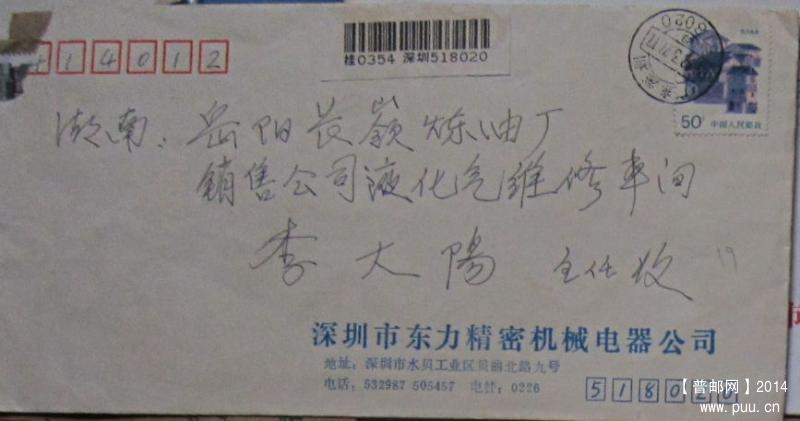 414012
桂0354 深圳518020
50分 中国人民邮政
湖南：岳阳长嶺炼油厂
销售公司液化气维修车间
李大陽 主任收
19
深圳市东力精密机械电器公司
地址：深圳市水贝工业区贝丽北路九号
电话：532987 505457 电挂：0226
518020
【普邮网】2014
www.puu.cn